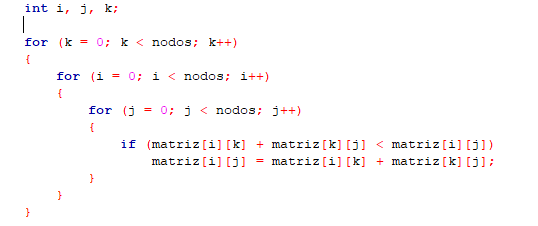 int i, j, k;
for (k = 0; k < nodos; k++)
{
for (i = 0; i < nodos; i++)
{
for (j = 0; j < nodos; j++)
{
if (matriz[i][k] + matriz[k][j] < matriz[i][j])
matriz[i][j] = matriz[i][k] + matriz[k][j];
}
}
}